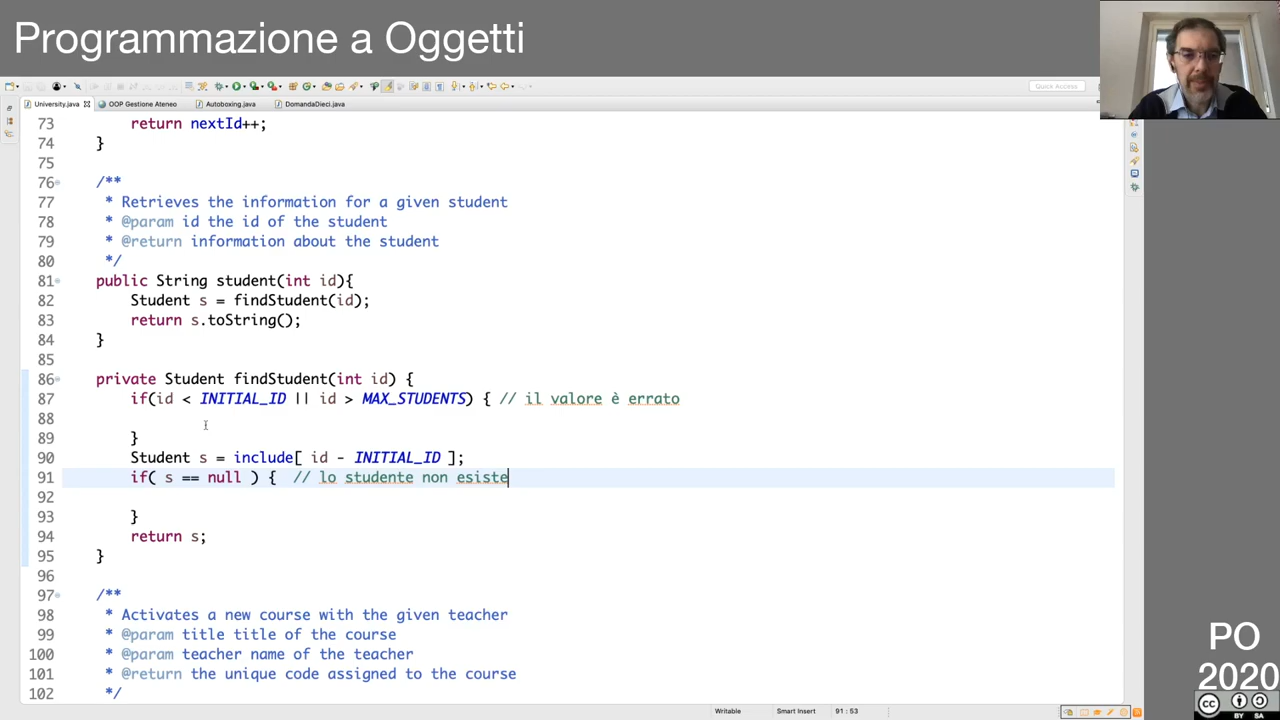 Programmazione a Oggetti
Quick Access
University.java
OOP Gestione Ateneo
Autoboxing.java
DomandaDieci.java
73 return nextId++;
74 }
75
76 /**
77 * Retrieves the information for a given student
78 * @param id the id of the student
79 * @return information about the student
80 */
81 public String student(int id){
82 Student s = findStudent(id);
83 return s.toString();
84 }
85
86 private Student findStudent(int id) {
87 if(id < INITIAL_ID || id > MAX_STUDENTS) { // il valore è errato
88
89 }
90 Student s = include[ id - INITIAL_ID ];
91 if( s == null ) { // lo studente non esiste
92
93 }
94 return s;
95 }
96
97 /**
98 * Activates a new course with the given teacher
99 * @param title title of the course
100 * @param teacher name of the teacher
101 * @return the unique code assigned to the course
102 */
Writable
Smart Insert
91 : 53
PO
2020
CC
BY SA